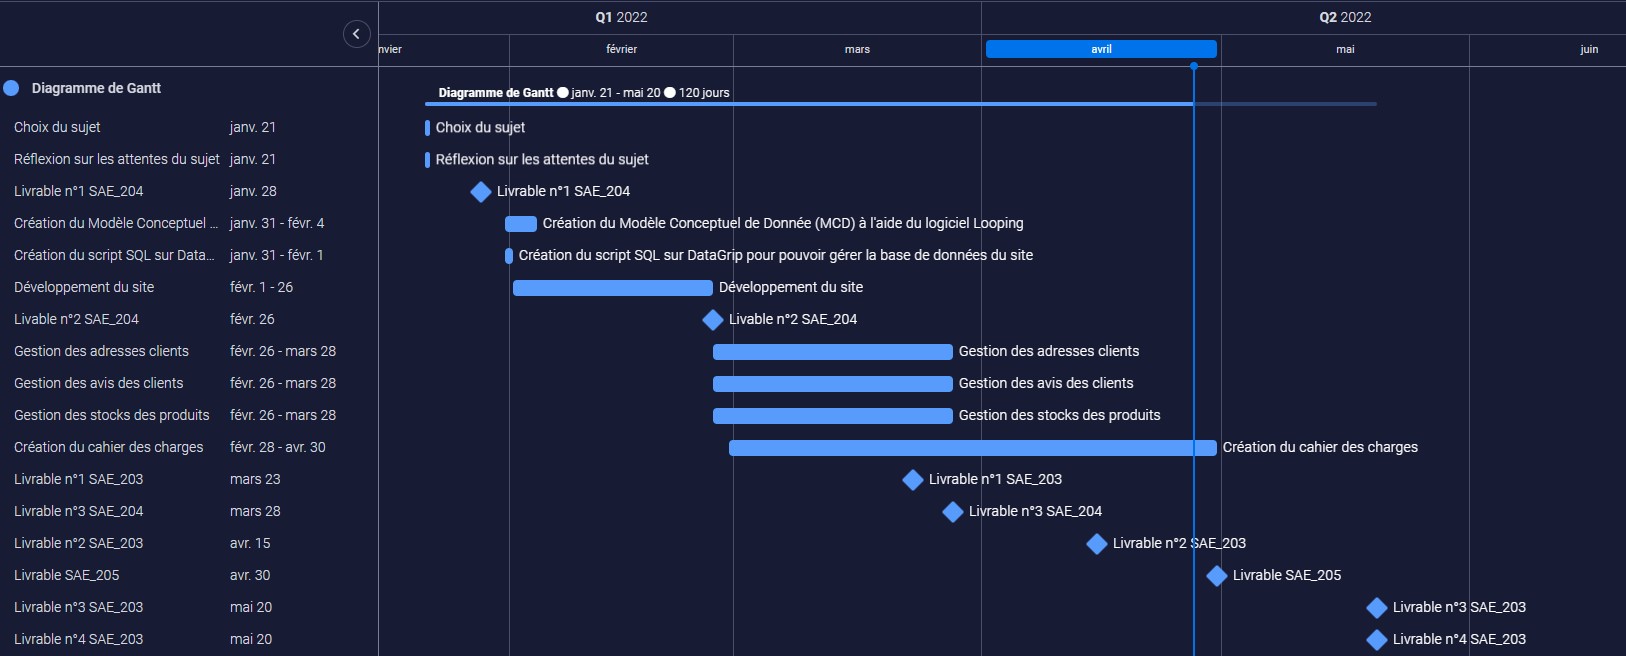 Q1 2022
Q2 2022
nvier
février
mars
avril
mai
juin
Diagramme de Gantt
Diagramme de Gantt janv. 21 - mai 20 120 jours
Choix du sujet janv. 21 Choix du sujet
Réflexion sur les attentes du sujet janv. 21 Réflexion sur les attentes du sujet
Livrable n°1 SAE_204 janv. 28 Livrable n°1 SAE_204
Création du Modèle Conceptuel ... janv. 31 - févr. 4 Création du Modèle Conceptuel de Donnée (MCD) à l'aide du logiciel Looping
Création du script SQL sur Data... janv. 31 - févr. 1 Création du script SQL sur DataGrip pour pouvoir gérer la base de données du site
Développement du site févr. 1 - 26 Développement du site
Livable n°2 SAE_204 févr. 26 Livable n°2 SAE_204
Gestion des adresses clients févr. 26 - mars 28 Gestion des adresses clients
Gestion des avis des clients févr. 26 - mars 28 Gestion des avis des clients
Gestion des stocks des produits févr. 26 - mars 28 Gestion des stocks des produits
Création du cahier des charges févr. 28 - avr. 30 Création du cahier des charges
Livrable n°1 SAE_203 mars 23 Livrable n°1 SAE_203
Livrable n°3 SAE_204 mars 28 Livrable n°3 SAE_204
Livrable n°2 SAE_203 avr. 15 Livrable n°2 SAE_203
Livrable SAE_205 avr. 30 Livrable SAE_205
Livrable n°3 SAE_203 mai 20 Livrable n°3 SAE_203
Livrable n°4 SAE_203 mai 20 Livrable n°4 SAE_203